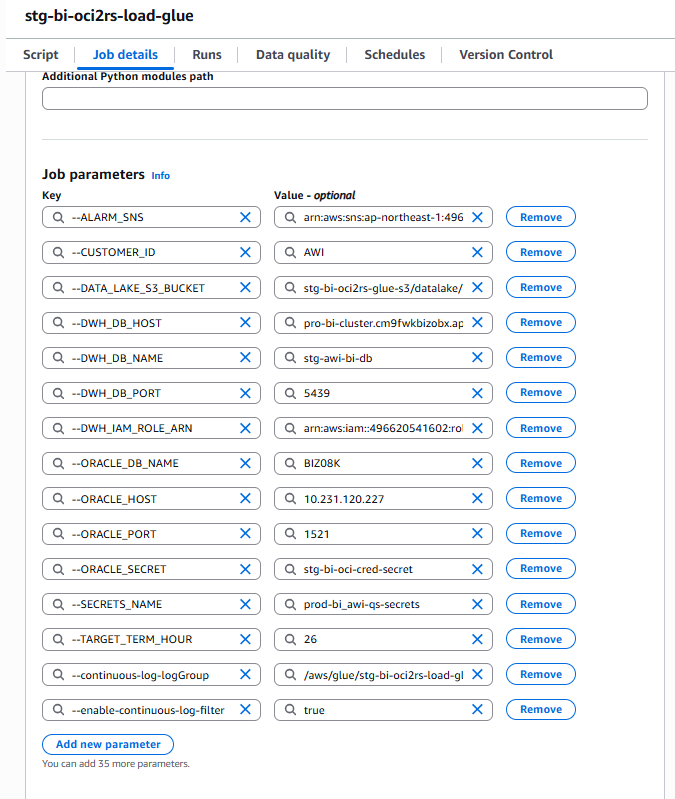 stg-bi-oci2rs-load-glue
Script Job details Runs Data quality Schedules Version Control
Additional Python modules path
Job parameters Info
Key Value - optional
--ALARM_SNS arn:aws:sns:ap-northeast-1:496 Remove
--CUSTOMER_ID AWI Remove
--DATA_LAKE_S3_BUCKET stg-bi-oci2rs-glue-s3/datalake/ Remove
--DWH_DB_HOST pro-bi-cluster.cm9fwkbizobx.ap Remove
--DWH_DB_NAME stg-awi-bi-db Remove
--DWH_DB_PORT 5439 Remove
--DWH_IAM_ROLE_ARN arn:aws:iam::496620541602:rol Remove
--ORACLE_DB_NAME BIZ08K Remove
--ORACLE_HOST 10.231.120.227 Remove
--ORACLE_PORT 1521 Remove
--ORACLE_SECRET stg-bi-oci-cred-secret Remove
--SECRETS_NAME prod-bi_awi-qs-secrets Remove
--TARGET_TERM_HOUR 26 Remove
--continuous-log-logGroup /aws/glue/stg-bi-oci2rs-load-gl Remove
--enable-continuous-log-filter true Remove
Add new parameter
You can add 35 more parameters.